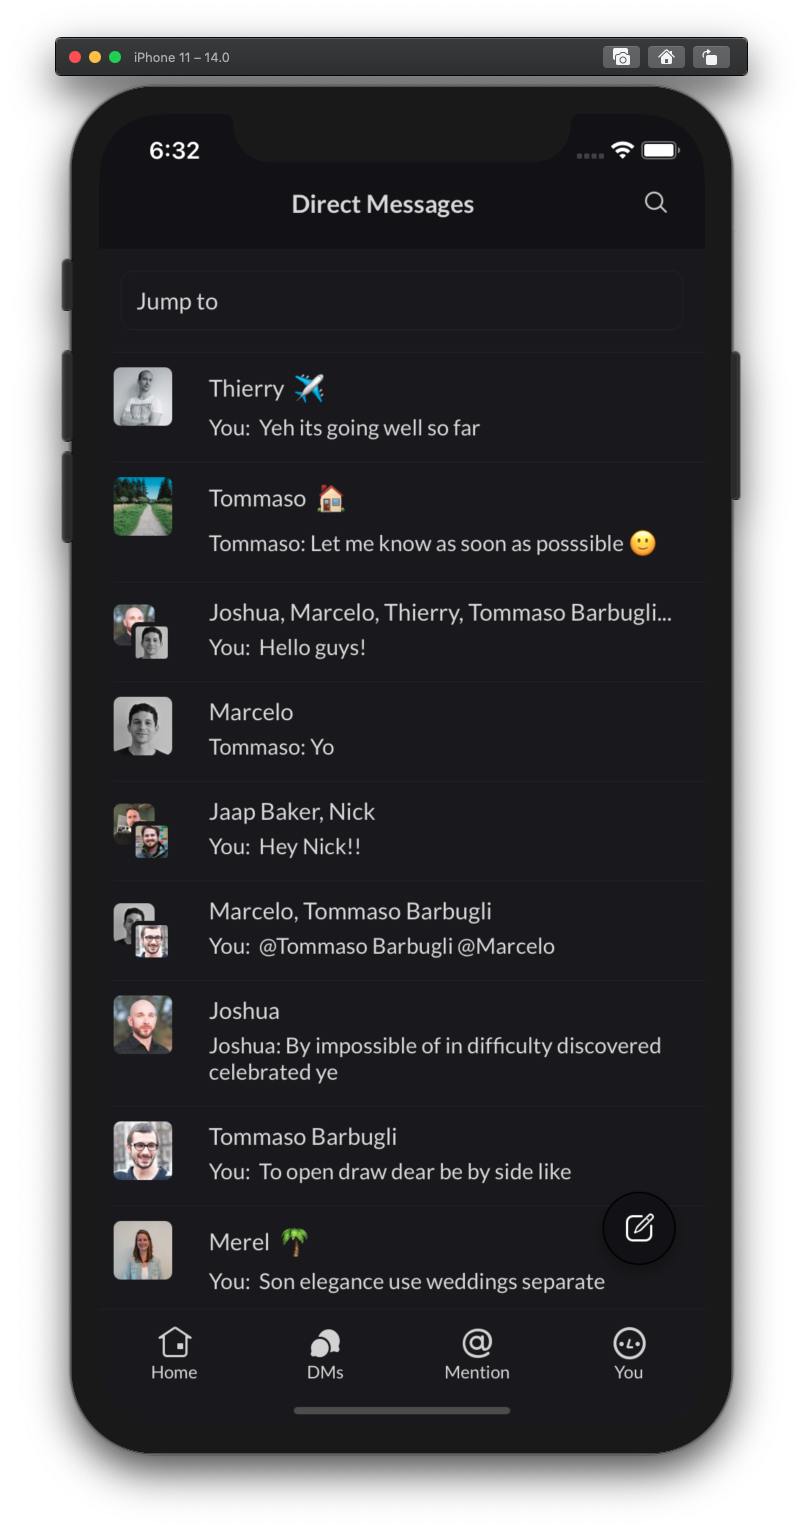 iPhone 11 – 14.0
6:32
Direct Messages
Jump to
Thierry ✈️
You: Yeh its going well so far
Tommaso 🏠
Tommaso: Let me know as soon as posssible 🙂
Joshua, Marcelo, Thierry, Tommaso Barbugli...
You: Hello guys!
Marcelo
Tommaso: Yo
Jaap Baker, Nick
You: Hey Nick!!
Marcelo, Tommaso Barbugli
You: @Tommaso Barbugli @Marcelo
Joshua
Joshua: By impossible of in difficulty discovered
celebrated ye
Tommaso Barbugli
You: To open draw dear be by side like
Merel 🌴
You: Son elegance use weddings separate
Home
DMs
Mention
You